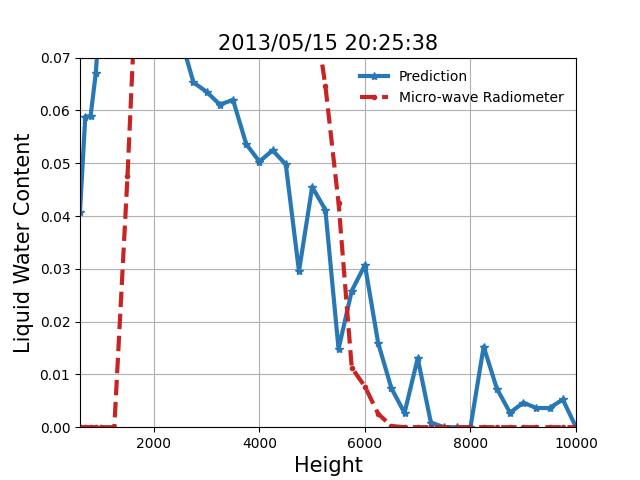 2013/05/15 20:25:38
0.07
0.06
0.05
0.04
0.03
0.02
0.01
0.00
Liquid Water Content
Prediction
Micro-wave Radiometer
2000 4000 6000 8000 10000
Height